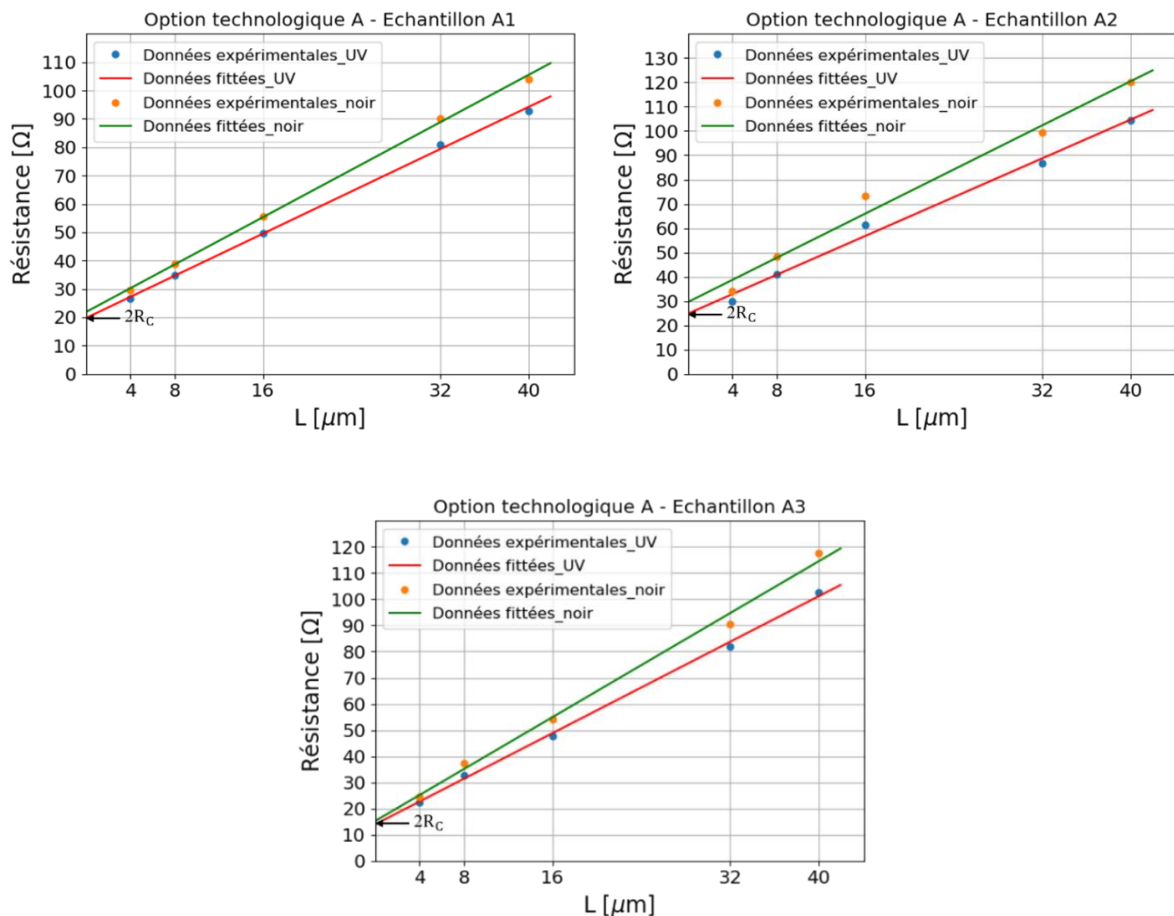 Option technologique A - Echantillon A1
Données expérimentales_UV
Données fittées_UV
Données expérimentales_noir
Données fittées_noir
Résistance [Ω]
110
100
90
80
70
60
50
40
30
20
10
0
2R_C
4 8 16 32 40
L [μm]
Option technologique A - Echantillon A2
Données expérimentales_UV
Données fittées_UV
Données expérimentales_noir
Données fittées_noir
Résistance [Ω]
130
120
110
100
90
80
70
60
50
40
30
20
10
0
2R_C
4 8 16 32 40
L [μm]
Option technologique A - Echantillon A3
Données expérimentales_UV
Données fittées_UV
Données expérimentales_noir
Données fittées_noir
Résistance [Ω]
120
110
100
90
80
70
60
50
40
30
20
10
0
2R_C
4 8 16 32 40
L [μm]